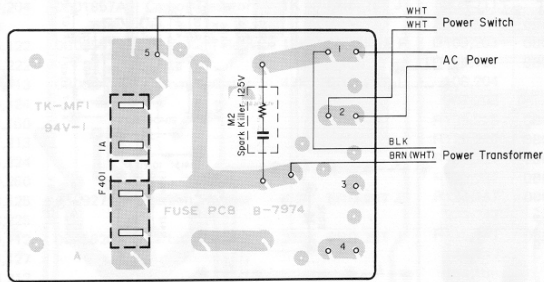 WHT
WHT
Power Switch
5
1
AC Power
TK-MF1
94V-1
M2
Spark Killer 125V
2
1A
BLK
BRN (WHT)
Power Transformer
F401
3
FUSE PCB B-7974
A
4